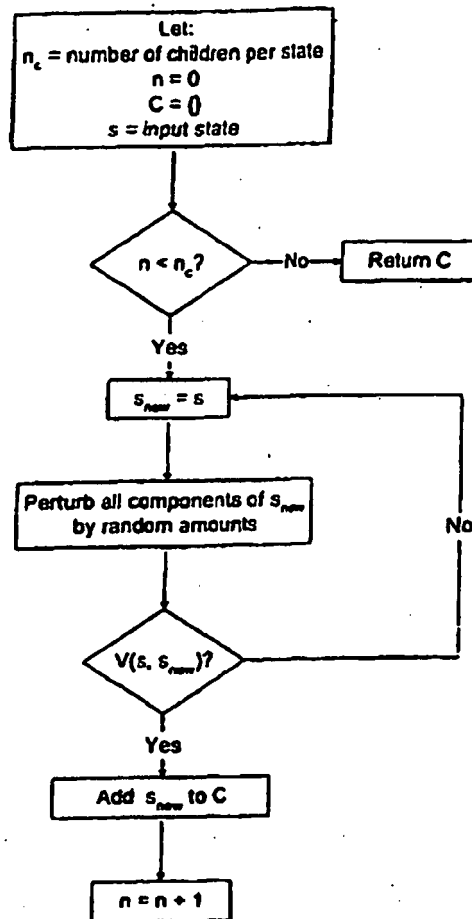 Let:
n_c = number of children per state
n = 0
C = {}
s = input state
n < n_c?
No
Return C
Yes
s_new = s
Perturb all components of s_new
by random amounts
No
V(s, s_new)?
Yes
Add s_new to C
n = n + 1